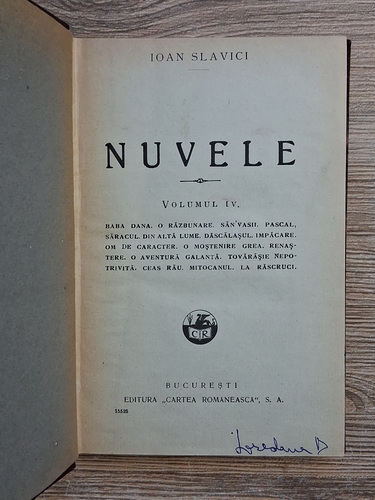 IOAN SLAVICI
NUVELE
VOLUMUL IV.
BABA DANA. O RĂZBUNARE. SÂN'VASII. PASCAL,
SĂRACUL. DIN ALTĂ LUME. DĂSCĂLAȘUL. IMPĂCARE.
OM DE CARACTER. O MOȘTENIRE GREA. RENAȘ-
TERE. O AVENTURĂ GALANTĂ. TOVĂRĂȘIE NEPO-
TRIVITĂ. CEAS RĂU. MITOCANUL. LA RĂSCRUCI.
C R
BUCUREȘTI
EDITURA „CARTEA ROMÂNEASCĂ", S. A.
15525
Loredana D